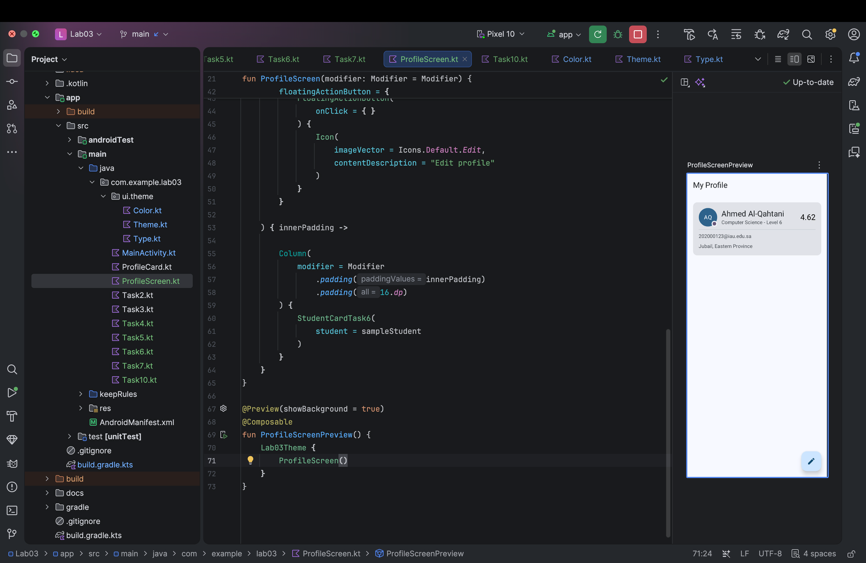 L Lab03
main
Pixel 10
app
Project
Task5.kt
Task6.kt
Task7.kt
ProfileScreen.kt
Task10.kt
Color.kt
Theme.kt
Type.kt
.kotlin
app
build
src
androidTest
main
java
com.example.lab03
ui.theme
Color.kt
Theme.kt
Type.kt
MainActivity.kt
ProfileCard.kt
ProfileScreen.kt
Task2.kt
Task3.kt
Task4.kt
Task5.kt
Task6.kt
Task7.kt
Task10.kt
keepRules
res
AndroidManifest.xml
test [unitTest]
.gitignore
build.gradle.kts
build
docs
gradle
.gitignore
build.gradle.kts
21 fun ProfileScreen(modifier: Modifier = Modifier) {
42 floatingActionButton = {
43 FloatingActionButton(
44 onClick = { }
45 ) {
46 Icon(
47 imageVector = Icons.Default.Edit,
48 contentDescription = "Edit profile"
49 )
50 }
51 }
52
53 ) { innerPadding ->
54
55 Column(
56 modifier = Modifier
57 .padding( paddingValues = innerPadding)
58 .padding( all = 16.dp)
59 ) {
60 StudentCardTask6(
61 student = sampleStudent
62 )
63 }
64 }
65 }
66
67 @Preview(showBackground = true)
68 @Composable
69 fun ProfileScreenPreview() {
70 Lab03Theme {
71 ProfileScreen()
72 }
73 }
Up-to-date
ProfileScreenPreview
My Profile
AQ
Ahmed Al-Qahtani
Computer Science · Level 6
4.62
202000123@iau.edu.sa
Jubail, Eastern Province
Lab03 > app > src > main > java > com > example > lab03 > ProfileScreen.kt > ProfileScreenPreview
71:24
LF
UTF-8
4 spaces